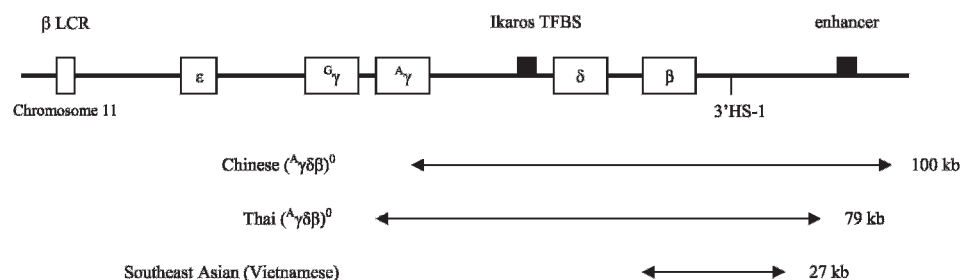 β LCR
Ikaros TFBS
enhancer
ε
ᴳγ
ᴬγ
δ
β
Chromosome 11
3'HS-1
Chinese (ᴬγδβ)⁰
100 kb
Thai (ᴬγδβ)⁰
79 kb
Southeast Asian (Vietnamese)
27 kb